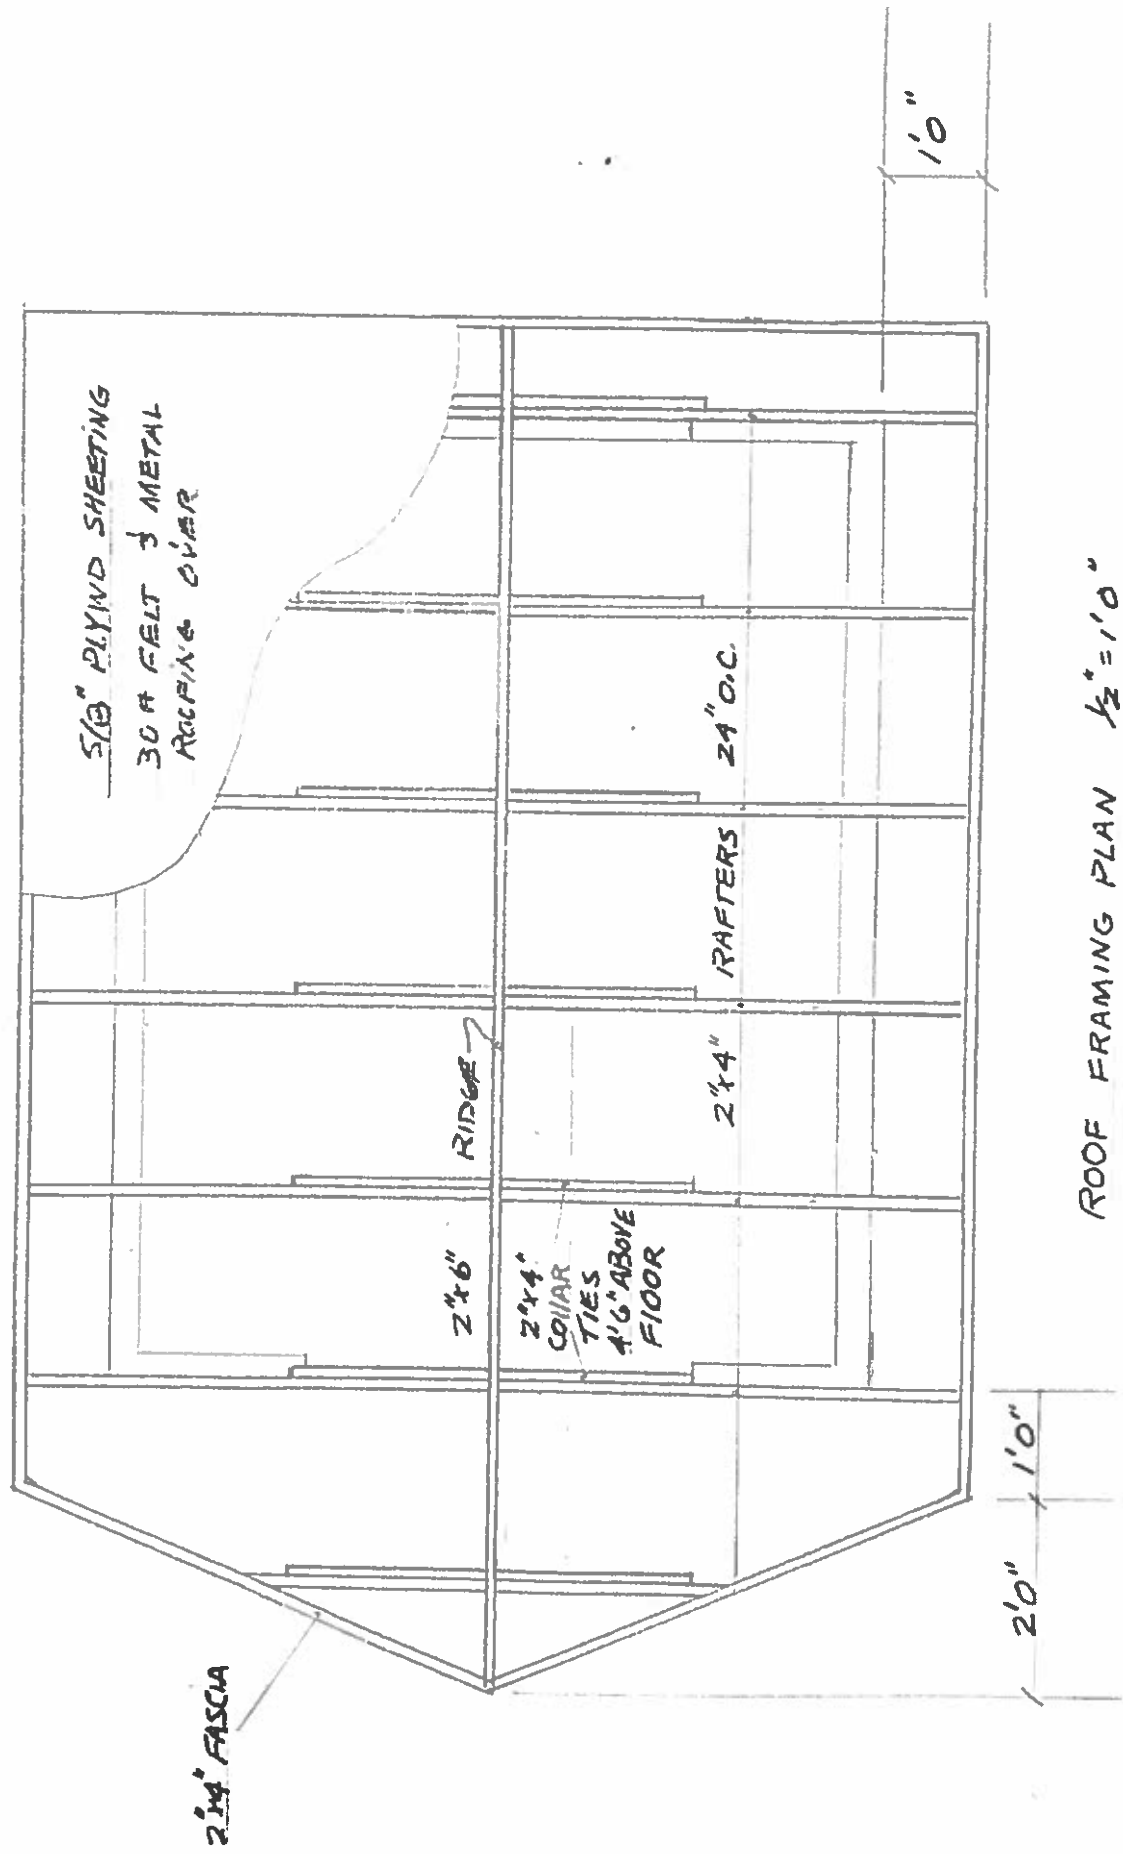 5/8" PLYWD SHEETING
30# FELT & METAL
ROOFING OVER
1'0"
2"x6" RIDGE
2"x4"
COLLAR
TIES
4'6" ABOVE
FLOOR
2"x4" RAFTERS 24" O.C.
2"x4" FASCIA
2'0" 1'0"
ROOF FRAMING PLAN 1/2" = 1'0"